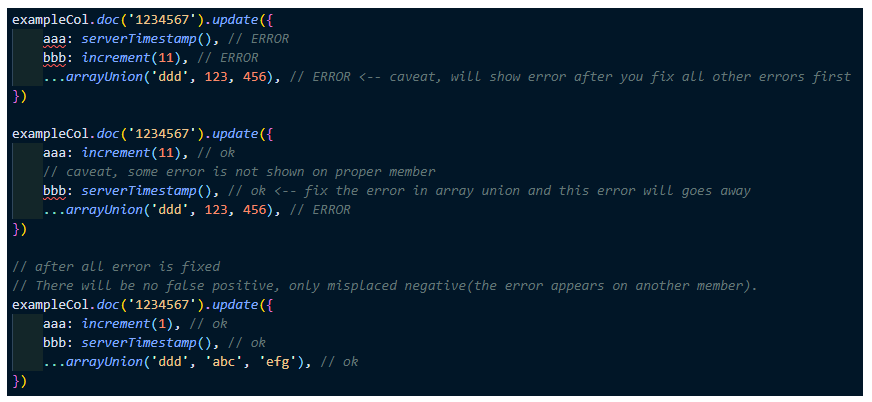 exampleCol.doc('1234567').update({
    aaa: serverTimestamp(), // ERROR
    bbb: increment(11), // ERROR
    ...arrayUnion('ddd', 123, 456), // ERROR <-- caveat, will show error after you fix all other errors first
})
exampleCol.doc('1234567').update({
    aaa: increment(11), // ok
    // caveat, some error is not shown on proper member
    bbb: serverTimestamp(), // ok <-- fix the error in array union and this error will goes away
    ...arrayUnion('ddd', 123, 456), // ERROR
})
// after all error is fixed
// There will be no false positive, only misplaced negative(the error appears on another member).
exampleCol.doc('1234567').update({
    aaa: increment(1), // ok
    bbb: serverTimestamp(), // ok
    ...arrayUnion('ddd', 'abc', 'efg'), // ok
})